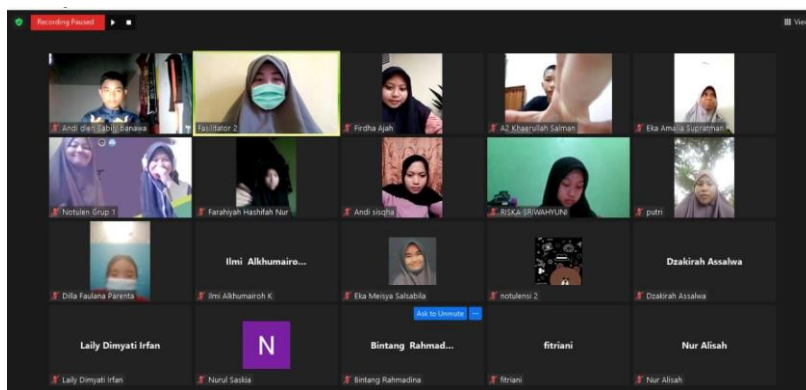 Recording Paused
View
Andi dien
banawa
Fasilitator 2
Firdha Ajah
A2 Khaerullah Salman
Eka Amalia Supratman
Notulen Grup 1
Farahiyah Hashifah Nur
Andi sisqha
RISKA SRIWAHYUNI
putri
Dilla Faulana Parenta
Ilmi Alkhumairo...
Ilmi Alkhumairoh K
Eka Meisya Salsabila
notulensi 2
Dzakirah Assalwa
Dzakirah Assalwa
Laily Dimyati Irfan
Laily Dimyati Irfan
N
Nurul Saskia
Ask to Unmute
Bintang Rahmad...
Bintang Rahmadina
fitriani
fitriani
Nur Alisah
Nur Alisah